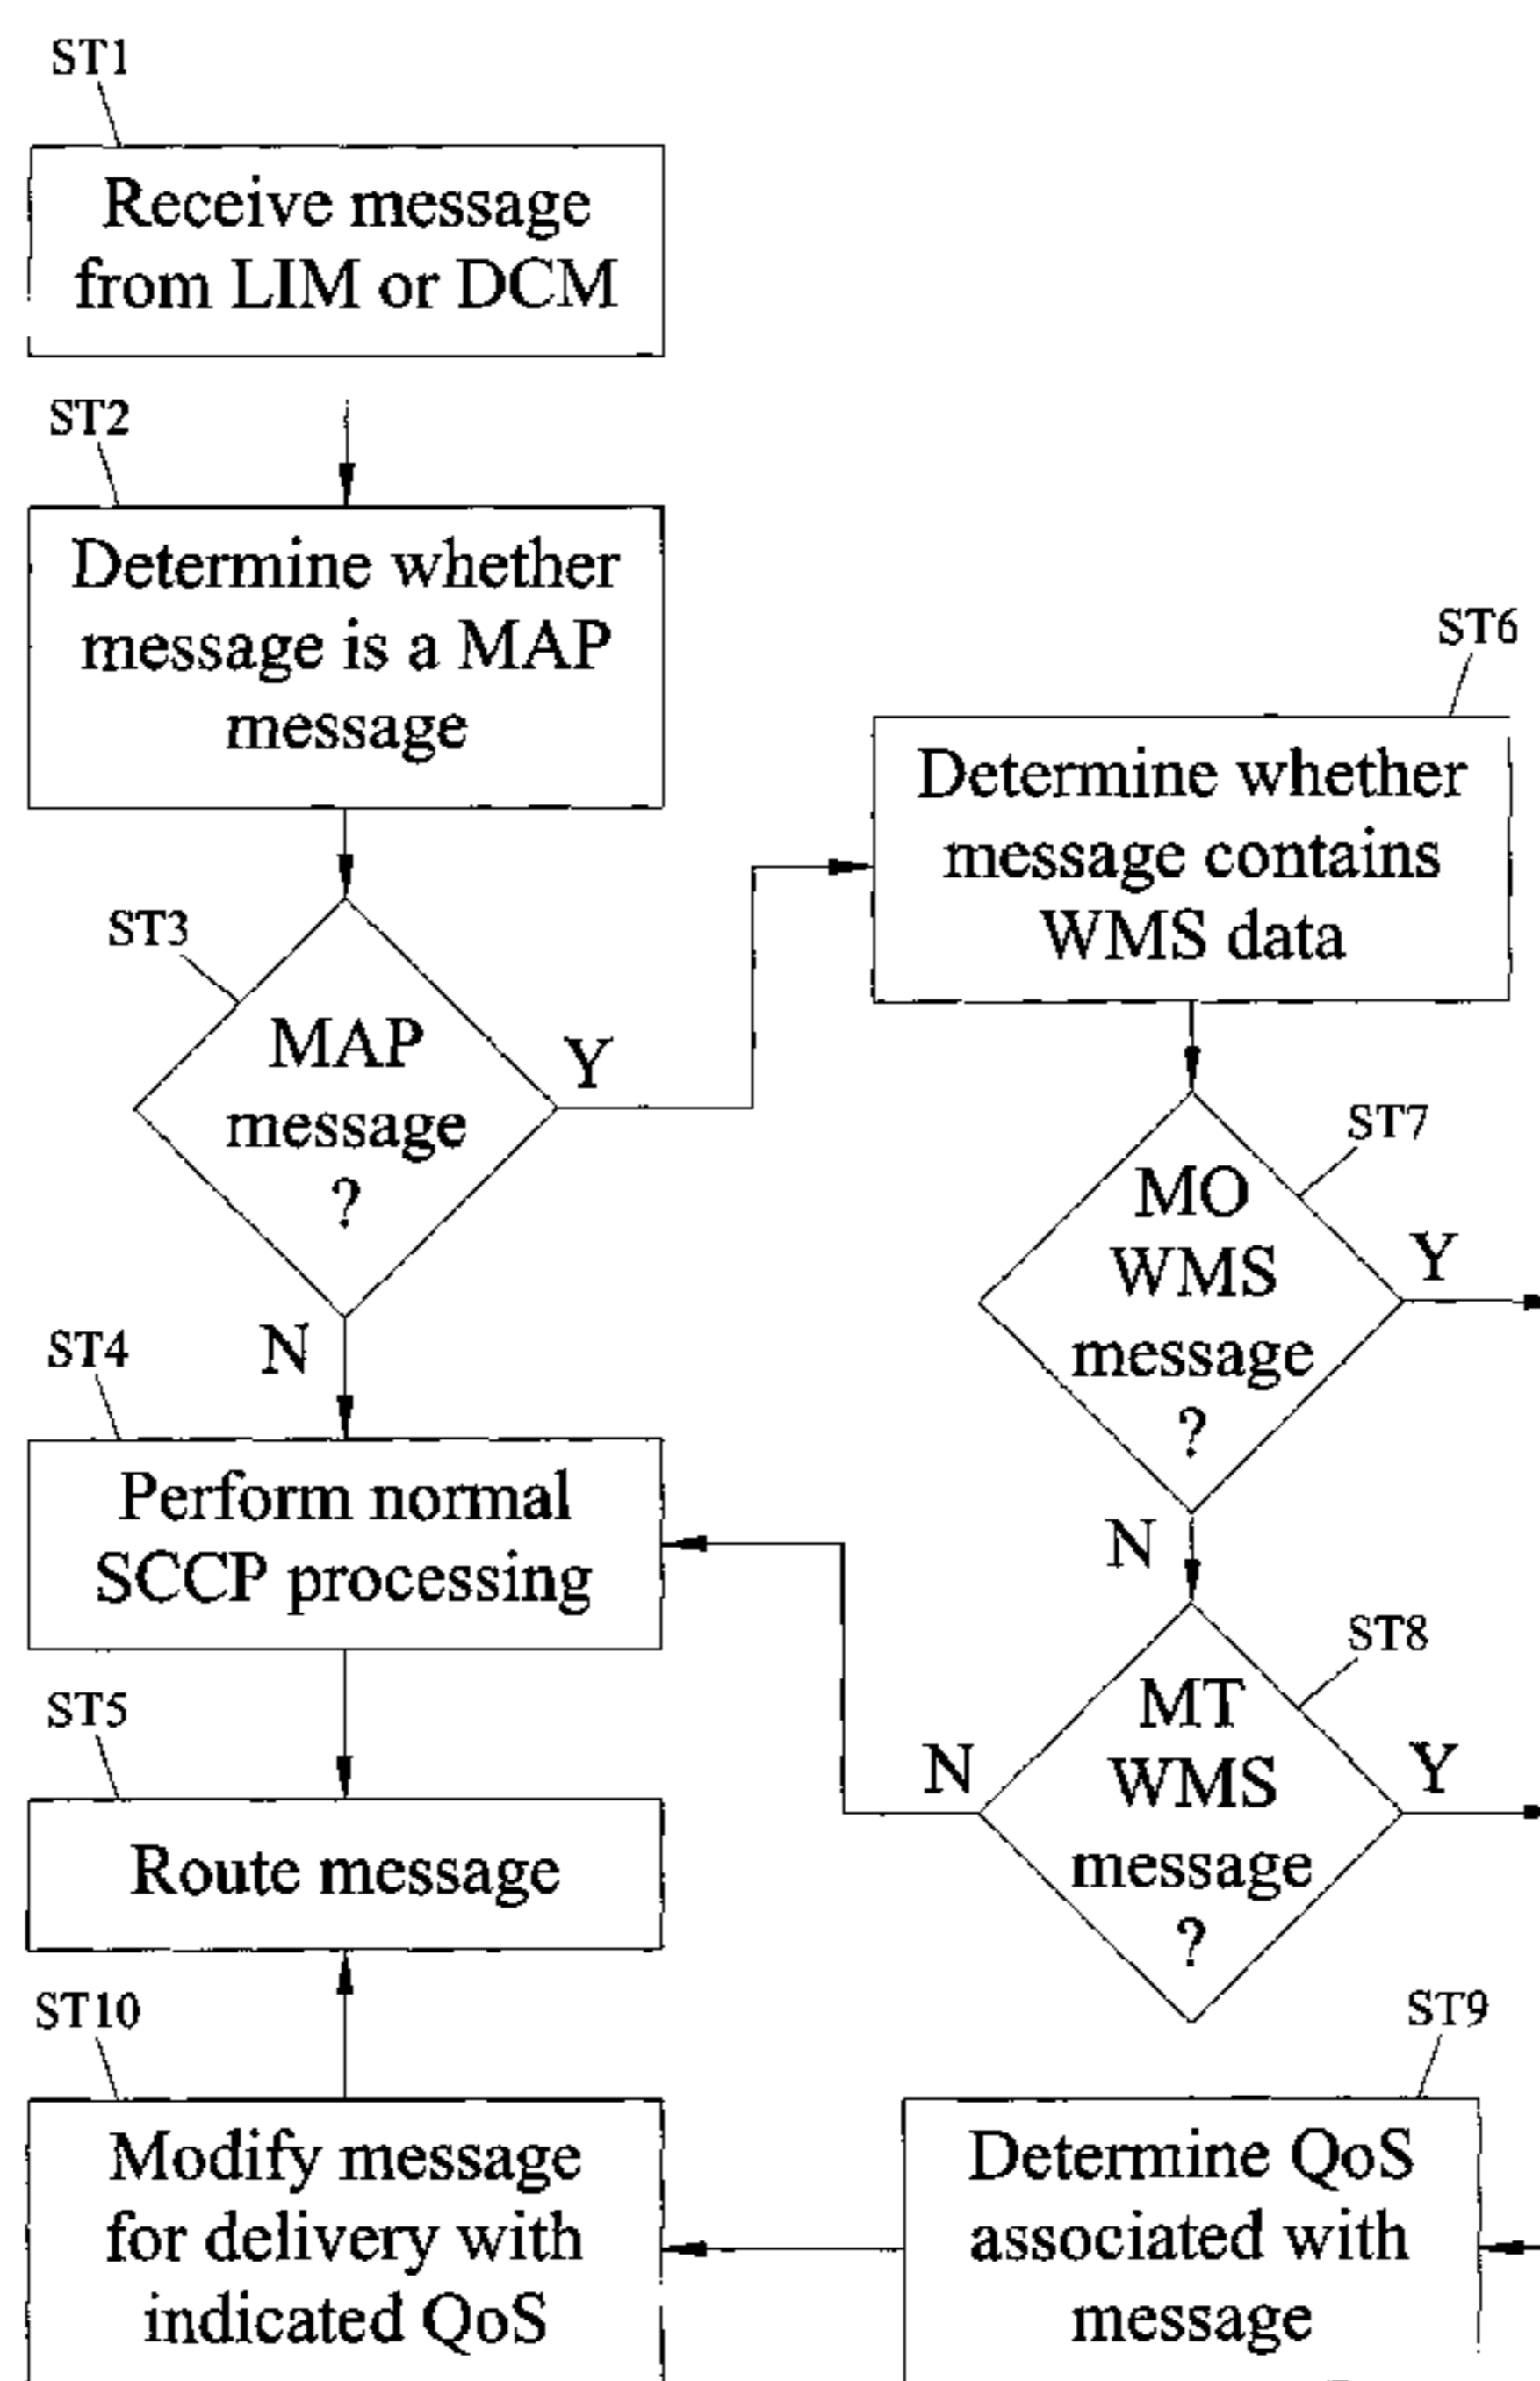 ST1
Receive message
from LIM or DCM
ST2
Determine whether
message is a MAP
message
ST3
MAP
message
?
Y
N
ST4
Perform normal
SCCP processing
ST5
Route message
ST6
Determine whether
message contains
WMS data
ST7
MO
WMS
message
?
Y
N
ST8
MT
WMS
message
?
Y
N
ST9
Determine QoS
associated with
message
ST10
Modify message
for delivery with
indicated QoS